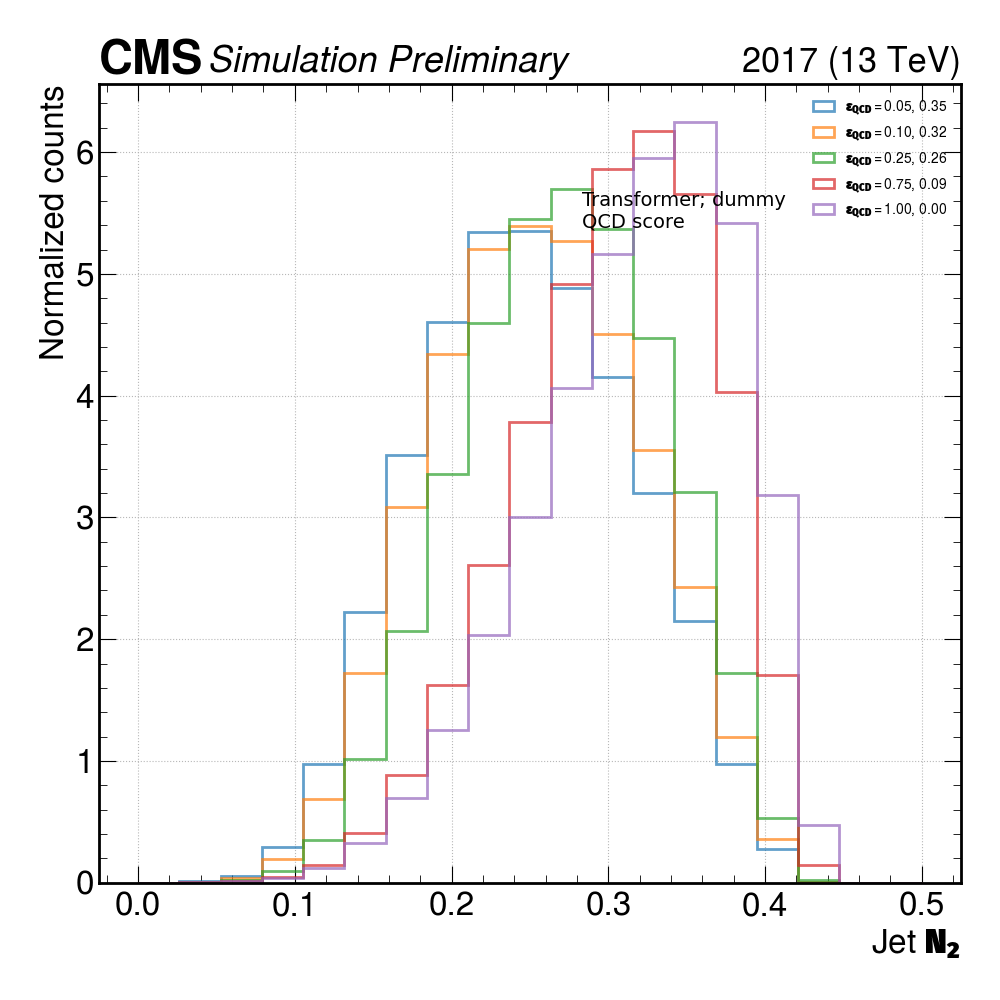 CMS Simulation Preliminary 2017 (13 TeV)
Normalized counts
6
5
4
3
2
1
0
εQCD = 0.05, 0.35
εQCD = 0.10, 0.32
εQCD = 0.25, 0.26
εQCD = 0.75, 0.09
εQCD = 1.00, 0.00
Transformer; dummy
QCD score
0.0 0.1 0.2 0.3 0.4 0.5
Jet N2